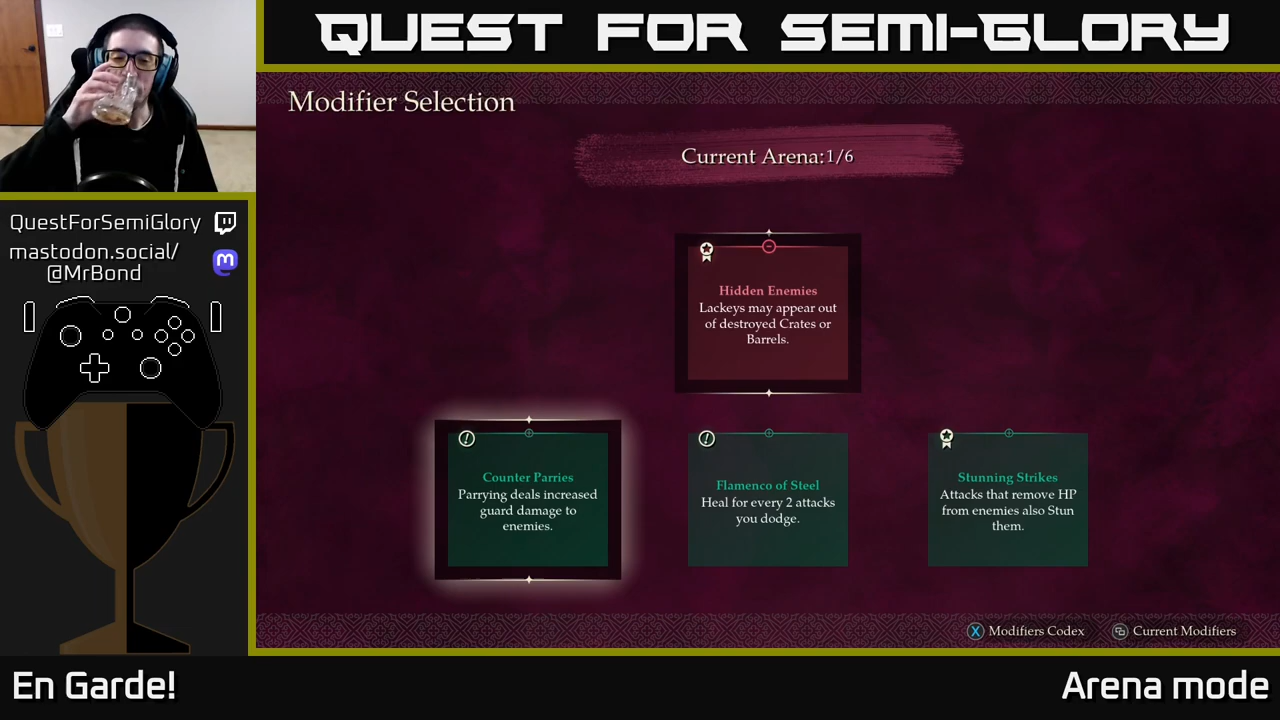 QUEST FOR SEMI-GLORY
QuestForSemiGlory
mastodon.social/
@MrBond
Modifier Selection
Current Arena:1/6
Hidden Enemies
Lackeys may appear out
of destroyed Crates or
Barrels.
Counter Parries
Parrying deals increased
guard damage to
enemies.
Flamenco of Steel
Heal for every 2 attacks
you dodge.
Stunning Strikes
Attacks that remove HP
from enemies also Stun
them.
X Modifiers Codex
Current Modifiers
En Garde!
Arena mode